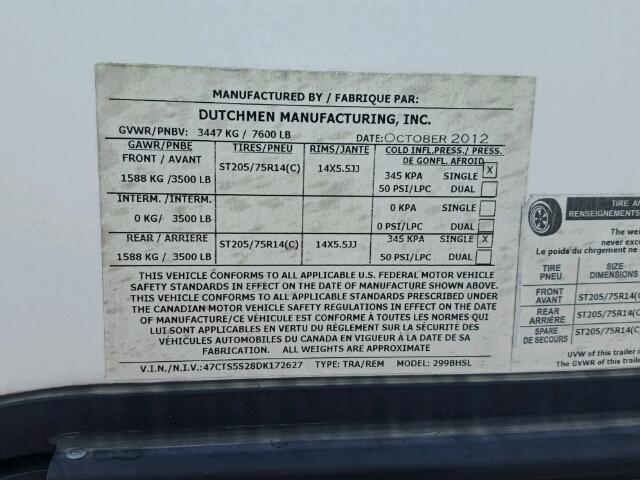 MANUFACTURED BY / FABRIQUE PAR:
DUTCHMEN MANUFACTURING, INC.
GVWR/PNBV: 3447 KG / 7600 LB DATE: OCTOBER 2012
GAWR/PNBE TIRES/PNEU RIMS/JANTE COLD INFL.PRESS./ PRESS.
FRONT / AVANT DE GONFL. AFROID
ST205/75R14(C) 14X5.5JJ 345 KPA SINGLE X
1588 KG /3500 LB 50 PSI/LPC DUAL
INTERM. /INTERM. 0 KPA SINGLE
0 KG/ 3500 LB 0 PSI/LPC DUAL
REAR / ARRIERE ST205/75R14(C) 14X5.5JJ 345 KPA SINGLE X
1588 KG / 3500 LB 50 PSI/LPC DUAL
THIS VEHICLE CONFORMS TO ALL APPLICABLE U.S. FEDERAL MOTOR VEHICLE
SAFETY STANDARDS IN EFFECT ON THE DATE OF MANUFACTURE SHOWN ABOVE.
THIS VEHICLE CONFORMS TO ALL APPLICABLE STANDARDS PRESCRIBED UNDER
THE CANADIAN MOTOR VEHICLE SAFETY REGULATIONS IN EFFECT ON THE
DATE OF MANUFACTURE/CE VÉHICULE EST CONFORME À TOUTES LES NORMES QUI
LUI SONT APPLICABLES EN VERTU DU RÈGLEMENT SUR LA SÉCURITÉ DES
VÉHICULES AUTOMOBILES DU CANADA EN VIGUEUR À LA DATE DE SA
FABRICATION. ALL WEIGHTS ARE APPROXIMATE
V.I.N./N.I.V.:47CTS5S28DK172627 TYPE: TRA/REM MODEL: 299BHSL
TIRE
RENSEIGNEMENTS
The
never
Le poids du chrgement ne
TIRE SIZE
PNEU DIMENSIONS
FRONT
AVANT ST205/75R14(C
REAR
ARRIÈRE ST205/75R14(C
SPARE
DE SECOURS ST205/75R14(C
* UVW of this trailer
The GVWR of this trailer